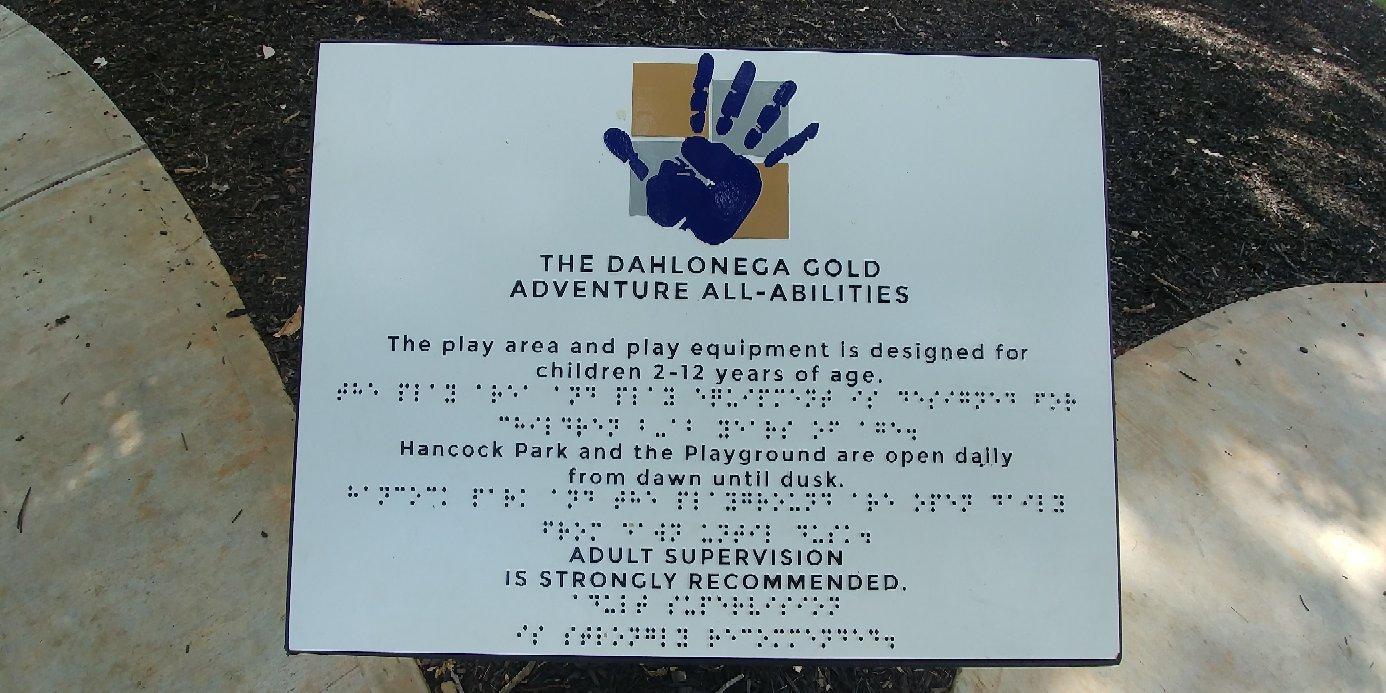 THE DAHLONEGA GOLD
ADVENTURE ALL-ABILITIES
The play area and play equipment is designed for
children 2-12 years of age.
⠞⠓⠑ ⠏⠇⠁⠽ ⠁⠗⠑⠁ ⠁⠝⠙ ⠏⠇⠁⠽ ⠑⠟⠥⠊⠏⠍⠑⠝⠞ ⠊⠎ ⠙⠑⠎⠊⠛⠝⠑⠙ ⠋⠕⠗
Hancock Park and the Playground are open daily
from dawn until dusk.
⠓⠁⠝⠉⠕⠉⠅ ⠏⠁⠗⠅ ⠁⠝⠙ ⠞⠓⠑ ⠏⠇⠁⠽⠛⠗⠕⠥⠝⠙ ⠁⠗⠑ ⠕⠏⠑⠝ ⠙⠁⠊⠇⠽
⠋⠗⠕⠍ ⠙⠁⠺⠝ ⠥⠝⠞⠊⠇ ⠙⠥⠎⠅⠲
ADULT SUPERVISION
IS STRONGLY RECOMMENDED.
⠁⠙⠥⠇⠞ ⠎⠥⠏⠑⠗⠧⠊⠎⠊⠕⠝
⠊⠎ ⠎⠞⠗⠕⠝⠛⠇⠽ ⠗⠑⠉⠕⠍⠍⠑⠝⠙⠑⠙⠲